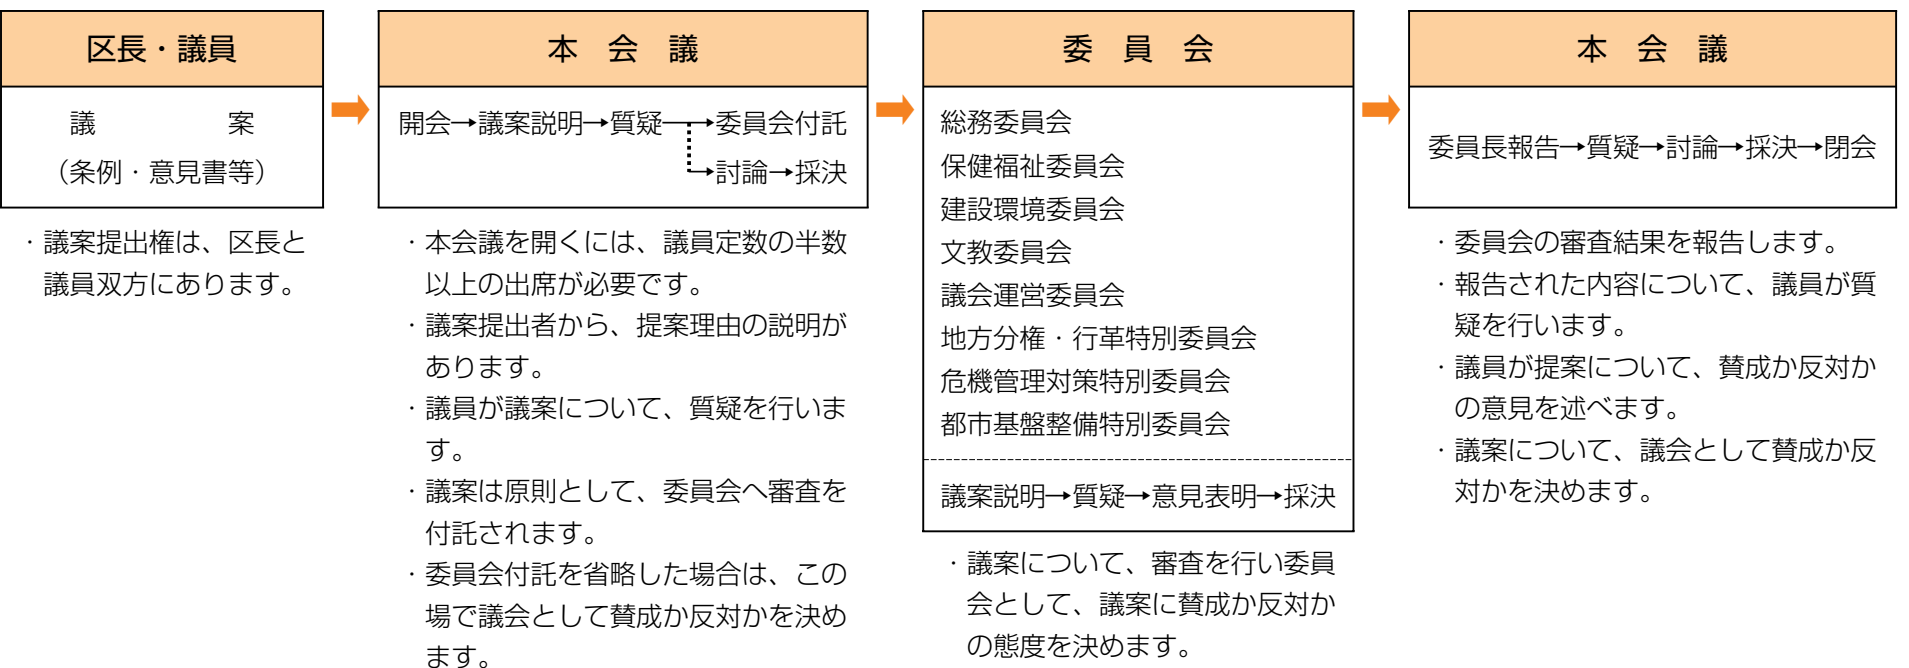 区長・議員
議　　　　　案
（条例・意見書等）
・議案提出権は、区長と
議員双方にあります。
本　会　議
開会→議案説明→質疑→委員会付託
→討論→採決
・本会議を開くには、議員定数の半数
以上の出席が必要です。
・議案提出者から、提案理由の説明が
あります。
・議員が議案について、質疑を行いま
す。
・議案は原則として、委員会へ審査を
付託されます。
・委員会付託を省略した場合は、この
場で議会として賛成か反対かを決め
ます。
委　員　会
総務委員会
保健福祉委員会
建設環境委員会
文教委員会
議会運営委員会
地方分権・行革特別委員会
危機管理対策特別委員会
都市基盤整備特別委員会
議案説明→質疑→意見表明→採決
・議案について、審査を行い委員
会として、議案に賛成か反対か
の態度を決めます。
本　会　議
委員長報告→質疑→討論→採決→閉会
・委員会の審査結果を報告します。
・報告された内容について、議員が質
疑を行います。
・議員が提案について、賛成か反対か
の意見を述べます。
・議案について、議会として賛成か反
対かを決めます。